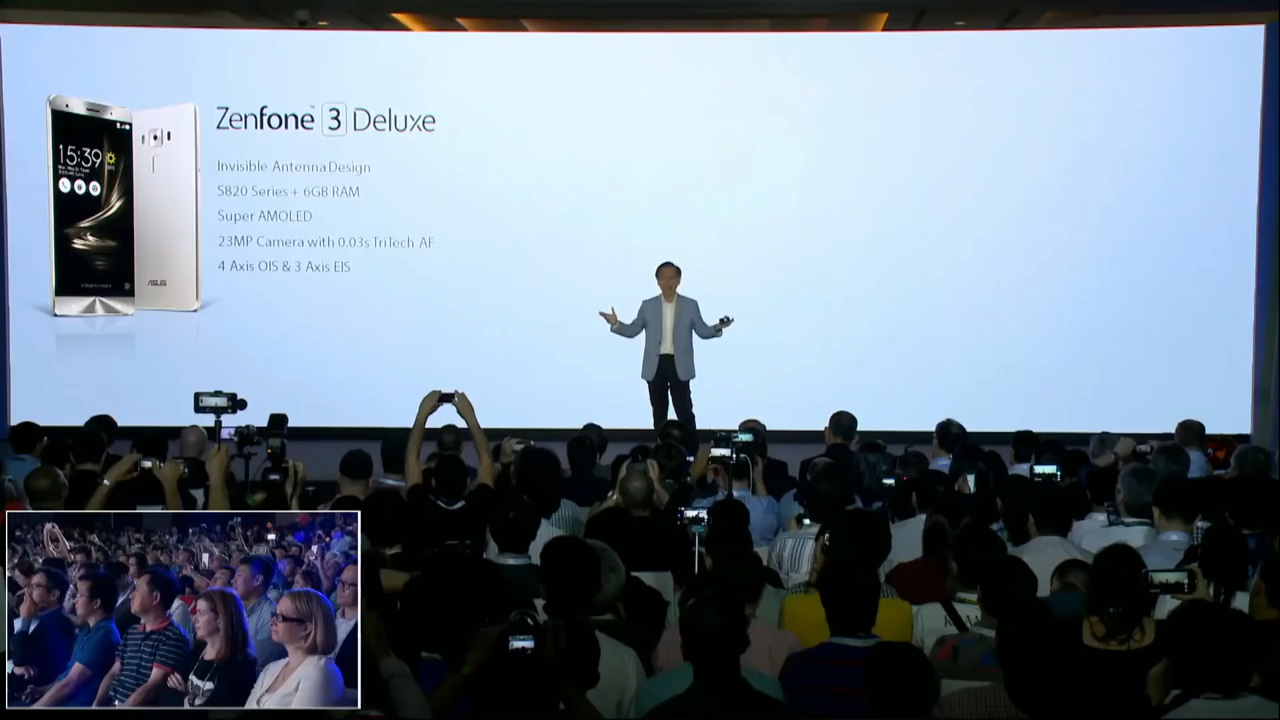 Zenfone™ 3 Deluxe
Invisible Antenna Design
S820 Series + 6GB RAM
Super AMOLED
23MP Camera with 0.03s TriTech AF
4 Axis OIS & 3 Axis EIS
15:39
ASUS